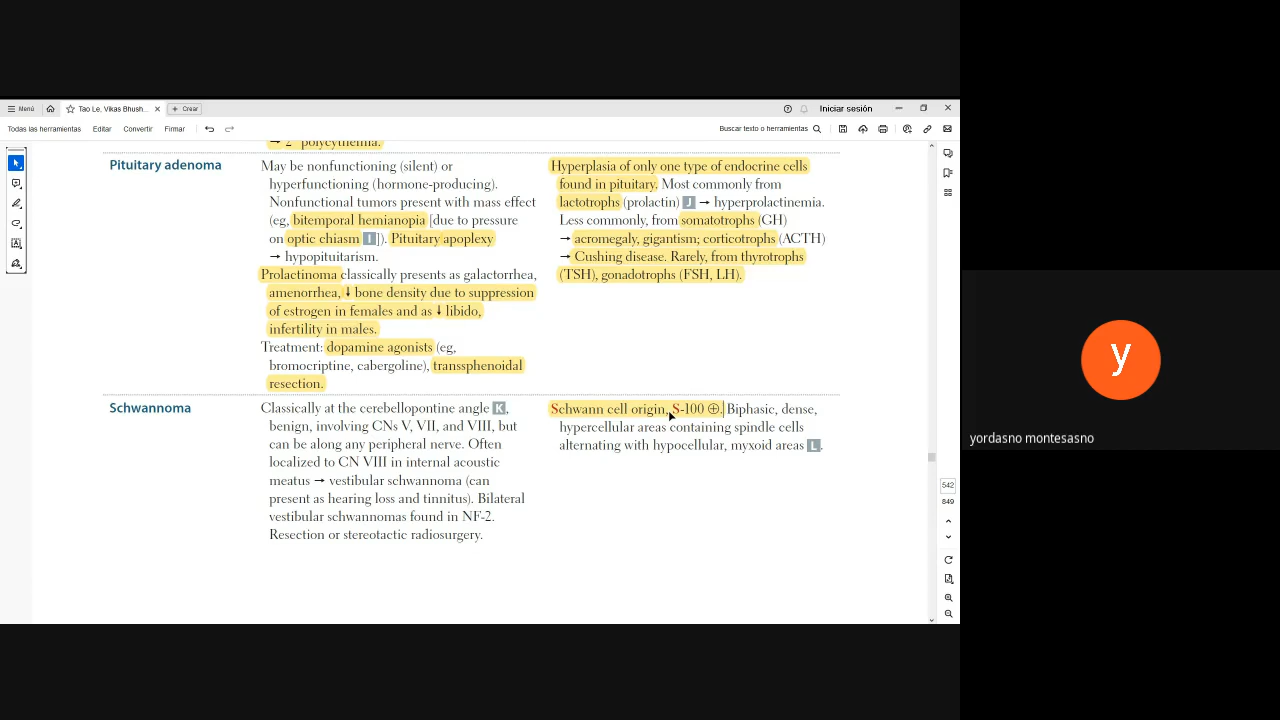 Menú
Tao Le, Vikas Bhush...
Crear
Iniciar sesión
Todas las herramientas
Editar
Convertir
Firmar
Buscar texto o herramientas
→ 2° polycythemia.
Pituitary adenoma
May be nonfunctioning (silent) or
hyperfunctioning (hormone-producing).
Nonfunctional tumors present with mass effect
(eg, bitemporal hemianopia [due to pressure
on optic chiasm I]). Pituitary apoplexy
→ hypopituitarism.
Prolactinoma classically presents as galactorrhea,
amenorrhea, ↓ bone density due to suppression
of estrogen in females and as ↓ libido,
infertility in males.
Treatment: dopamine agonists (eg,
bromocriptine, cabergoline), transsphenoidal
resection.
Hyperplasia of only one type of endocrine cells
found in pituitary. Most commonly from
lactotrophs (prolactin) J → hyperprolactinemia.
Less commonly, from somatotrophs (GH)
→ acromegaly, gigantism; corticotrophs (ACTH)
→ Cushing disease. Rarely, from thyrotrophs
(TSH), gonadotrophs (FSH, LH).
Schwannoma
Classically at the cerebellopontine angle K,
benign, involving CNs V, VII, and VIII, but
can be along any peripheral nerve. Often
localized to CN VIII in internal acoustic
meatus → vestibular schwannoma (can
present as hearing loss and tinnitus). Bilateral
vestibular schwannomas found in NF-2.
Resection or stereotactic radiosurgery.
Schwann cell origin, S-100 ⊕. Biphasic, dense,
hypercellular areas containing spindle cells
alternating with hypocellular, myxoid areas L.
542
849
y
yordasno montesasno